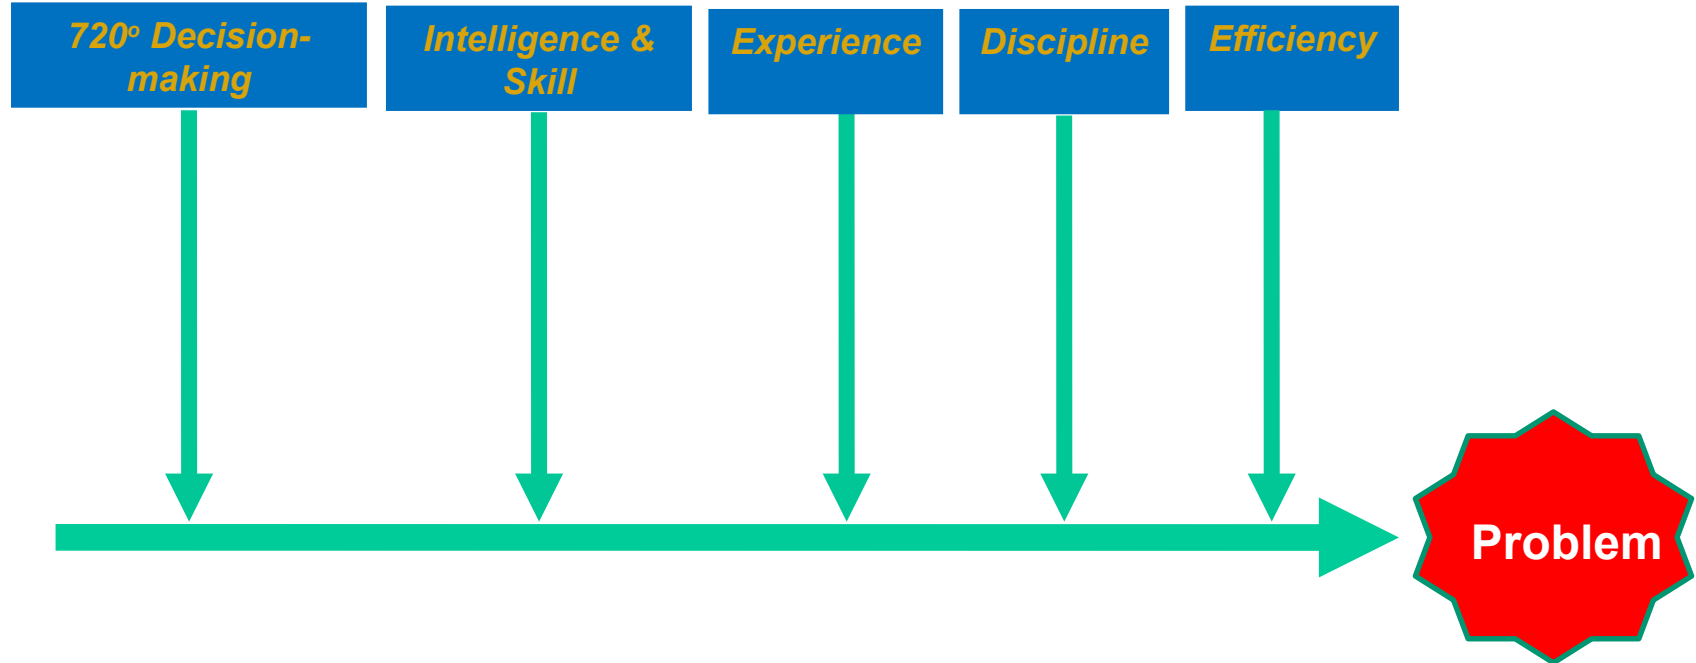 720º Decision-
making
Intelligence &
Skill
Experience
Discipline
Efficiency
Problem